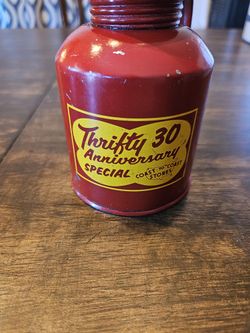 Thrifty 30
Anniversary
SPECIAL
COAST TO COAST
STORES